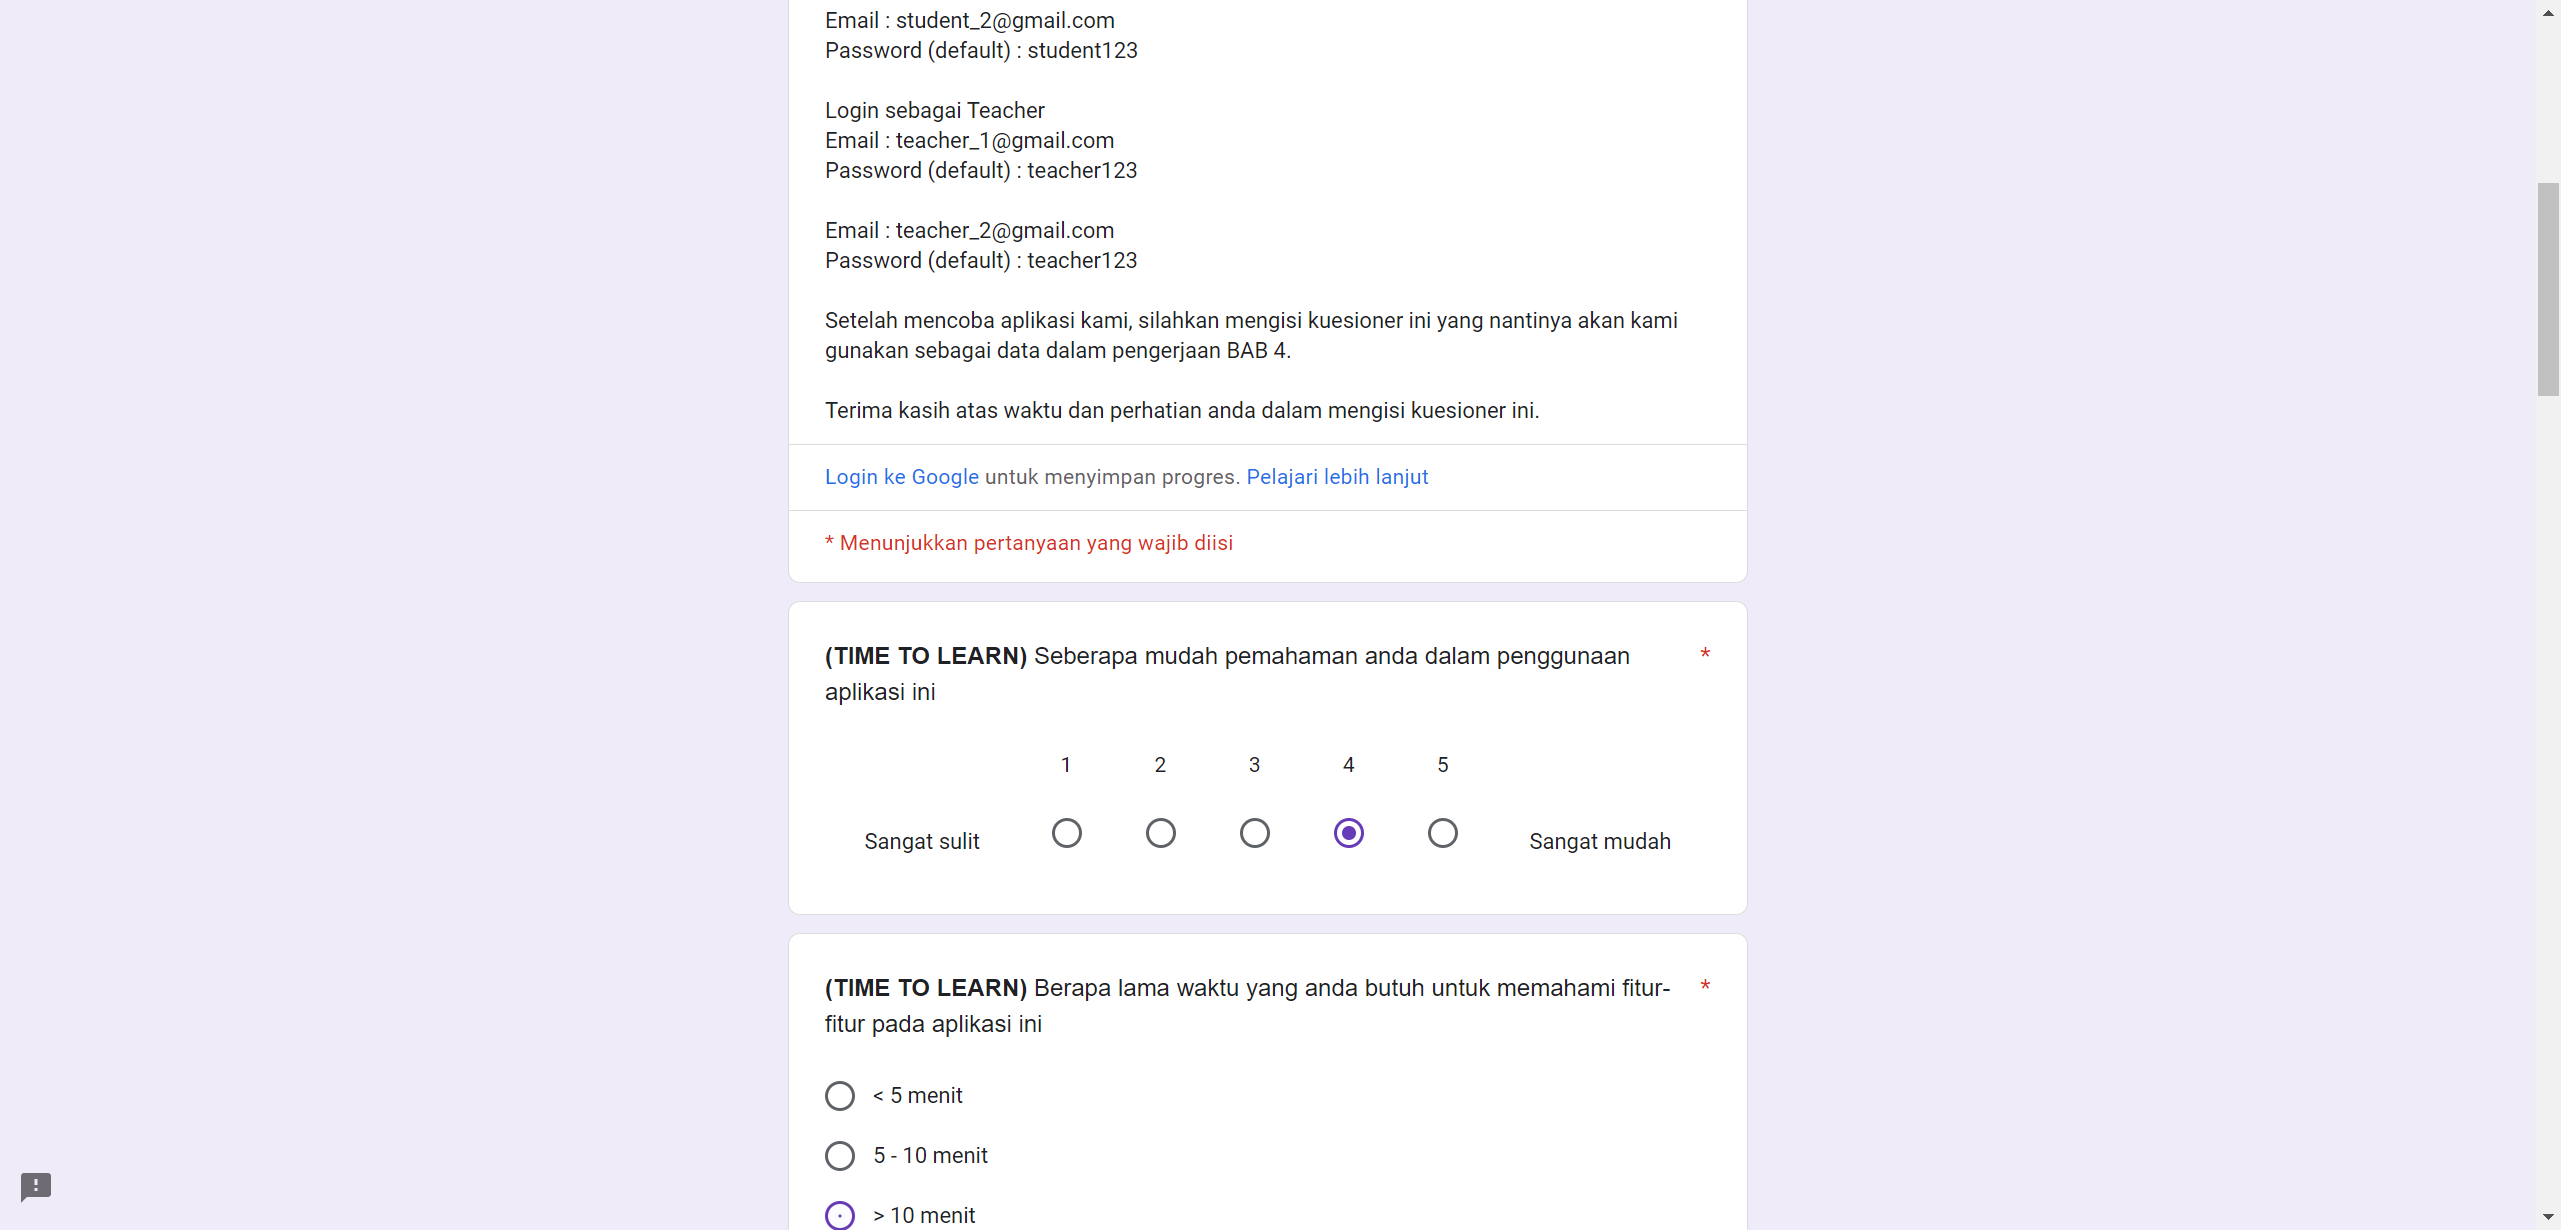 Email : student_2@gmail.com
Password (default) : student123
Login sebagai Teacher
Email : teacher_1@gmail.com
Password (default) : teacher123
Email : teacher_2@gmail.com
Password (default) : teacher123
Setelah mencoba aplikasi kami, silahkan mengisi kuesioner ini yang nantinya akan kami
gunakan sebagai data dalam pengerjaan BAB 4.
Terima kasih atas waktu dan perhatian anda dalam mengisi kuesioner ini.
Login ke Google untuk menyimpan progres. Pelajari lebih lanjut
* Menunjukkan pertanyaan yang wajib diisi
(TIME TO LEARN) Seberapa mudah pemahaman anda dalam penggunaan *
aplikasi ini
1 2 3 4 5
Sangat sulit Sangat mudah
(TIME TO LEARN) Berapa lama waktu yang anda butuh untuk memahami fitur- *
fitur pada aplikasi ini
< 5 menit
5 - 10 menit
> 10 menit